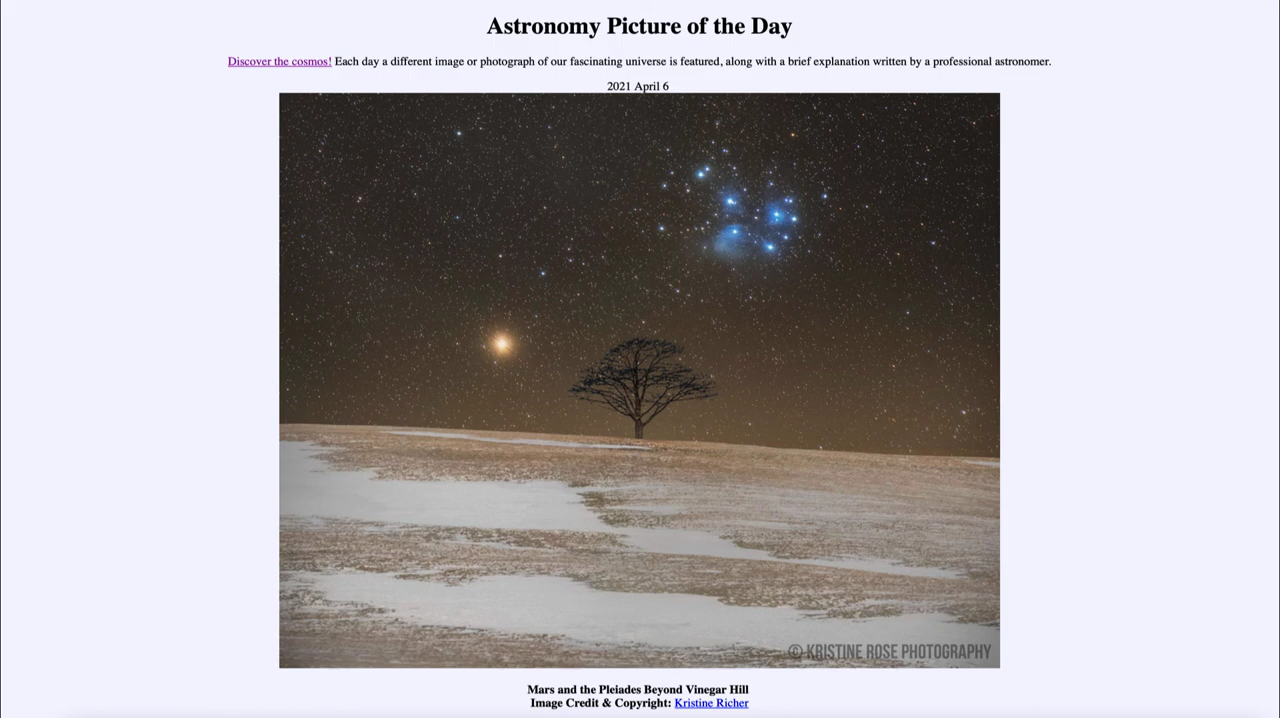 Astronomy Picture of the Day
Discover the cosmos! Each day a different image or photograph of our fascinating universe is featured, along with a brief explanation written by a professional astronomer.
2021 April 6
© KRISTINE ROSE PHOTOGRAPHY
Mars and the Pleiades Beyond Vinegar Hill
Image Credit & Copyright: Kristine Richer